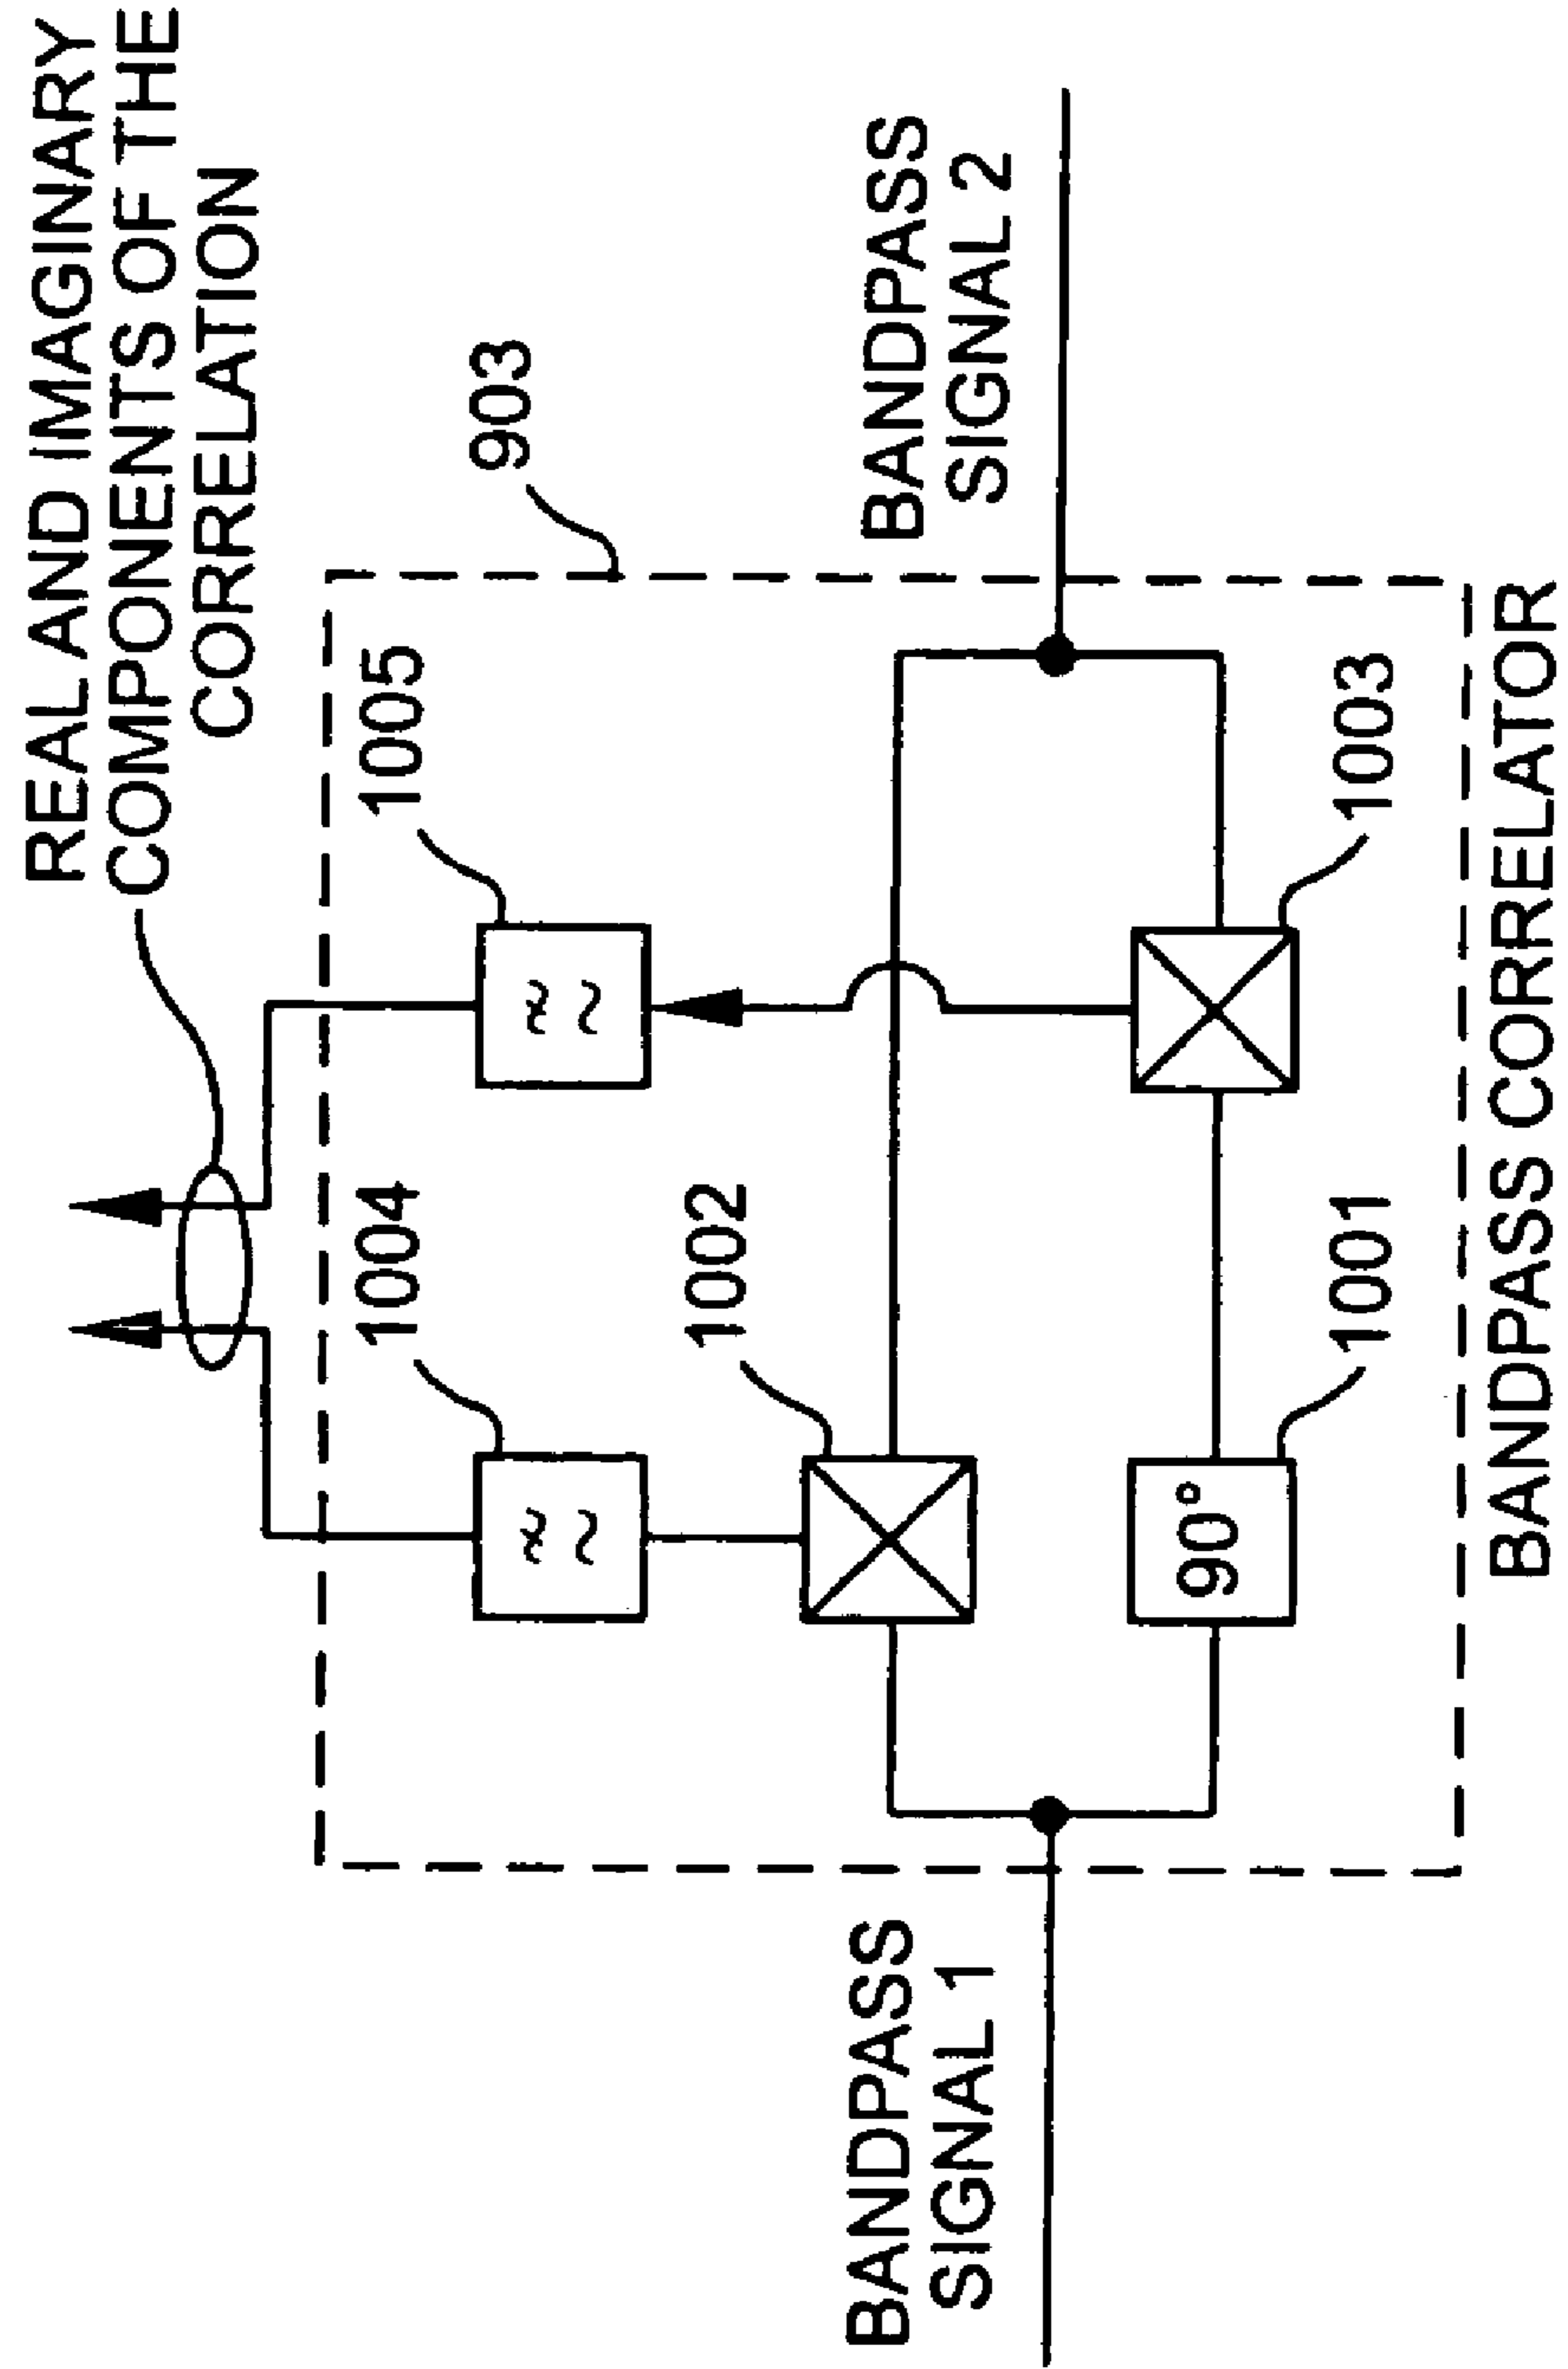 REAL AND IMAGINARY
COMPONENTS OF THE
CORRELATION
903
1004
1005
1002
BANDPASS
SIGNAL 1
BANDPASS
SIGNAL 2
90°
1001
1003
BANDPASS CORRELATOR